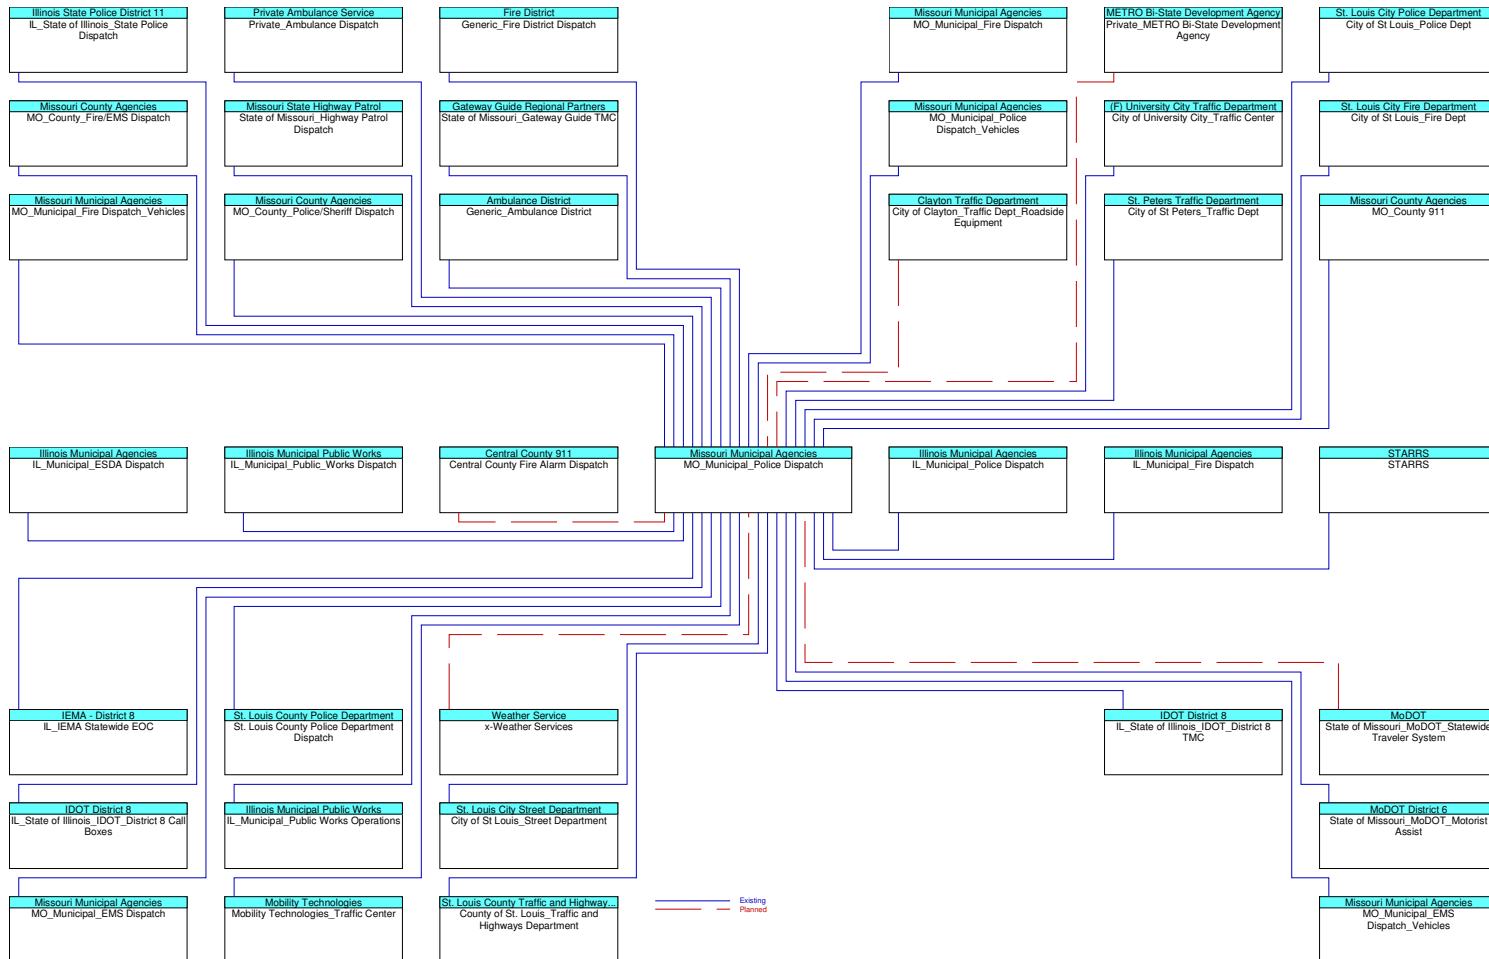 Illinois State Police District 11
IL_State of Illinois_State Police
Dispatch
Private Ambulance Service
Private_Ambulance Dispatch
Fire District
Generic_Fire District Dispatch
Missouri Municipal Agencies
MO_Municipal_Fire Dispatch
METRO Bi-State Development Agency
Private_METRO Bi-State Development
Agency
St. Louis City Police Department
City of St Louis_Police Dept
Missouri County Agencies
MO_County_Fire/EMS Dispatch
Missouri State Highway Patrol
State of Missouri_Highway Patrol
Dispatch
Gateway Guide Regional Partners
State of Missouri_Gateway Guide TMC
Missouri Municipal Agencies
MO_Municipal_Police
Dispatch_Vehicles
(F) University City Traffic Department
City of University City_Traffic Center
St. Louis City Fire Department
City of St Louis_Fire Dept
Missouri Municipal Agencies
MO_Municipal_Fire Dispatch_Vehicles
Missouri County Agencies
MO_County_Police/Sheriff Dispatch
Ambulance District
Generic_Ambulance District
Clayton Traffic Department
City of Clayton_Traffic Dept_Roadside
Equipment
St. Peters Traffic Department
City of St Peters_Traffic Dept
Missouri County Agencies
MO_County 911
Illinois Municipal Agencies
IL_Municipal_ESDA Dispatch
Illinois Municipal Public Works
IL_Municipal_Public_Works Dispatch
Central County 911
Central County Fire Alarm Dispatch
Missouri Municipal Agencies
MO_Municipal_Police Dispatch
Illinois Municipal Agencies
IL_Municipal_Police Dispatch
Illinois Municipal Agencies
IL_Municipal_Fire Dispatch
STARRS
STARRS
IEMA - District 8
IL_IEMA Statewide EOC
St. Louis County Police Department
St. Louis County Police Department
Dispatch
Weather Service
x-Weather Services
IDOT District 8
IL_State of Illinois_IDOT_District 8
TMC
MoDOT
State of Missouri_MoDOT_Statewide
Traveler System
IDOT District 8
IL_State of Illinois_IDOT_District 8 Call
Boxes
Illinois Municipal Public Works
IL_Municipal_Public Works Operations
St. Louis City Street Department
City of St Louis_Street Department
MoDOT District 6
State of Missouri_MoDOT_Motorist
Assist
Missouri Municipal Agencies
MO_Municipal_EMS Dispatch
Mobility Technologies
Mobility Technologies_Traffic Center
St. Louis County Traffic and Highway...
County of St. Louis_Traffic and
Highways Department
Existing
Planned
Missouri Municipal Agencies
MO_Municipal_EMS
Dispatch_Vehicles